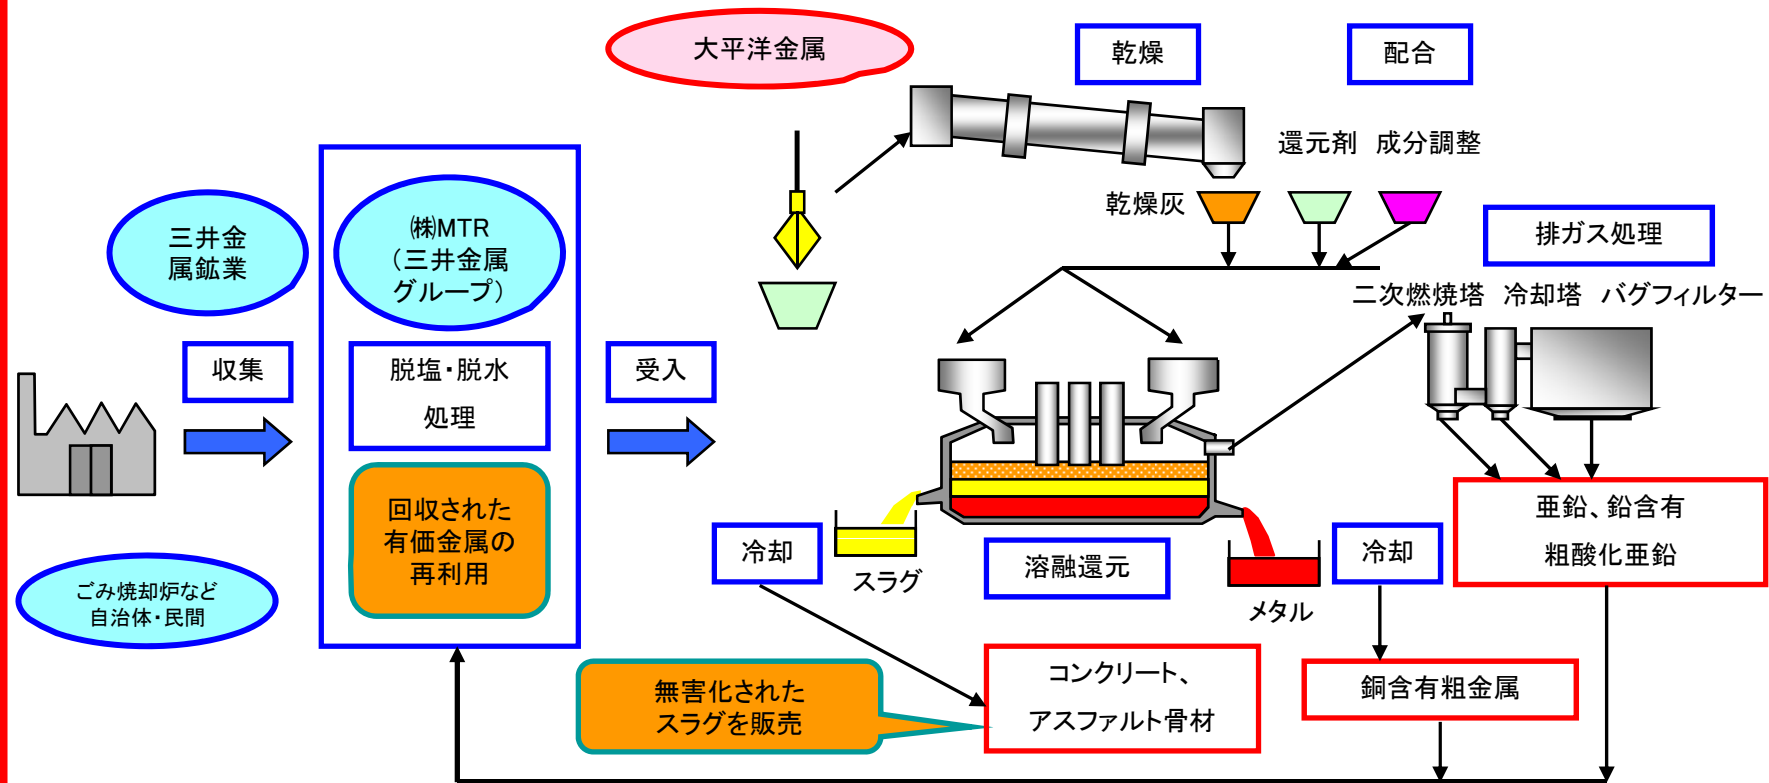 大平洋金属
乾燥
配合
還元剤 成分調整
乾燥灰
三井金
属鉱業
㈱MTR
（三井金属
グループ）
排ガス処理
二次燃焼塔 冷却塔 バグフィルター
収集
脱塩・脱水
処理
受入
回収された
有価金属の
再利用
亜鉛、鉛含有
粗酸化亜鉛
冷却
溶融還元
冷却
スラグ
メタル
ごみ焼却炉など
自治体・民間
無害化された
スラグを販売
コンクリート、
アスファルト骨材
銅含有粗金属